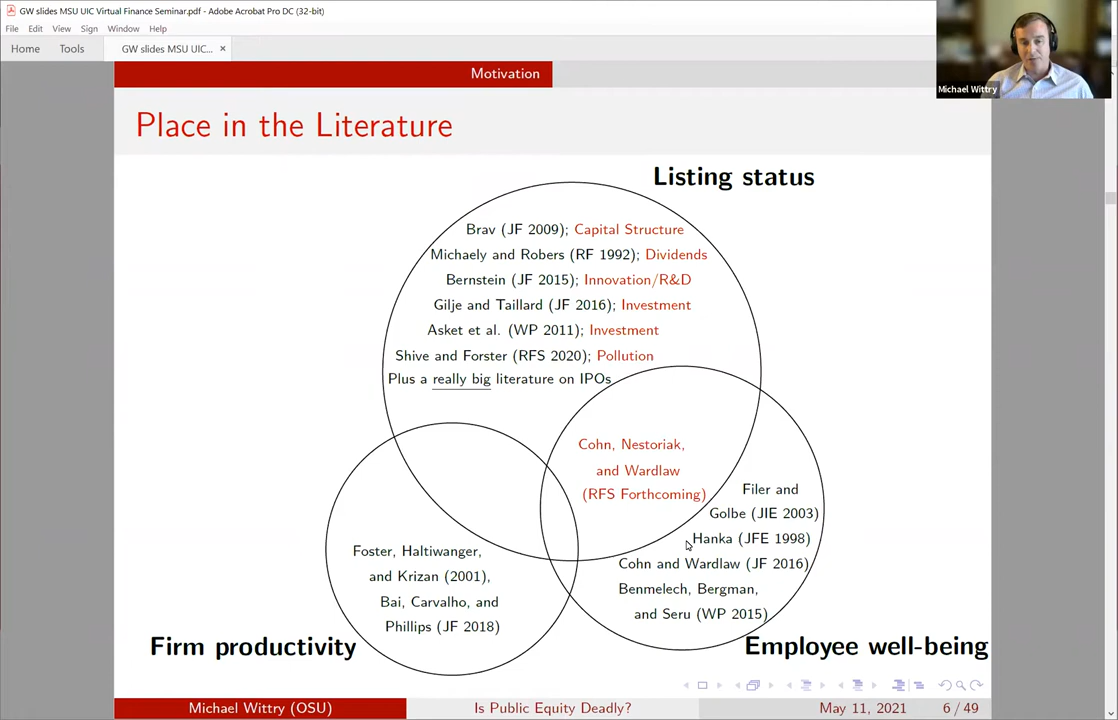 GW slides MSU UIC Virtual Finance Seminar.pdf - Adobe Acrobat Pro DC (32-bit)
File Edit View Sign Window Help
Home Tools GW slides MSU UIC... ×
Michael Wittry
Motivation
Place in the Literature
Listing status
Brav (JF 2009); Capital Structure
Michaely and Robers (RF 1992); Dividends
Bernstein (JF 2015); Innovation/R&D
Gilje and Taillard (JF 2016); Investment
Asket et al. (WP 2011); Investment
Shive and Forster (RFS 2020); Pollution
Plus a really big literature on IPOs
Cohn, Nestoriak,
and Wardlaw
(RFS Forthcoming)
Filer and
Golbe (JIE 2003)
Hanka (JFE 1998)
Cohn and Wardlaw (JF 2016)
Benmelech, Bergman,
and Seru (WP 2015)
Foster, Haltiwanger,
and Krizan (2001),
Bai, Carvalho, and
Phillips (JF 2018)
Firm productivity
Employee well-being
Michael Wittry (OSU) Is Public Equity Deadly? May 11, 2021 6 / 49